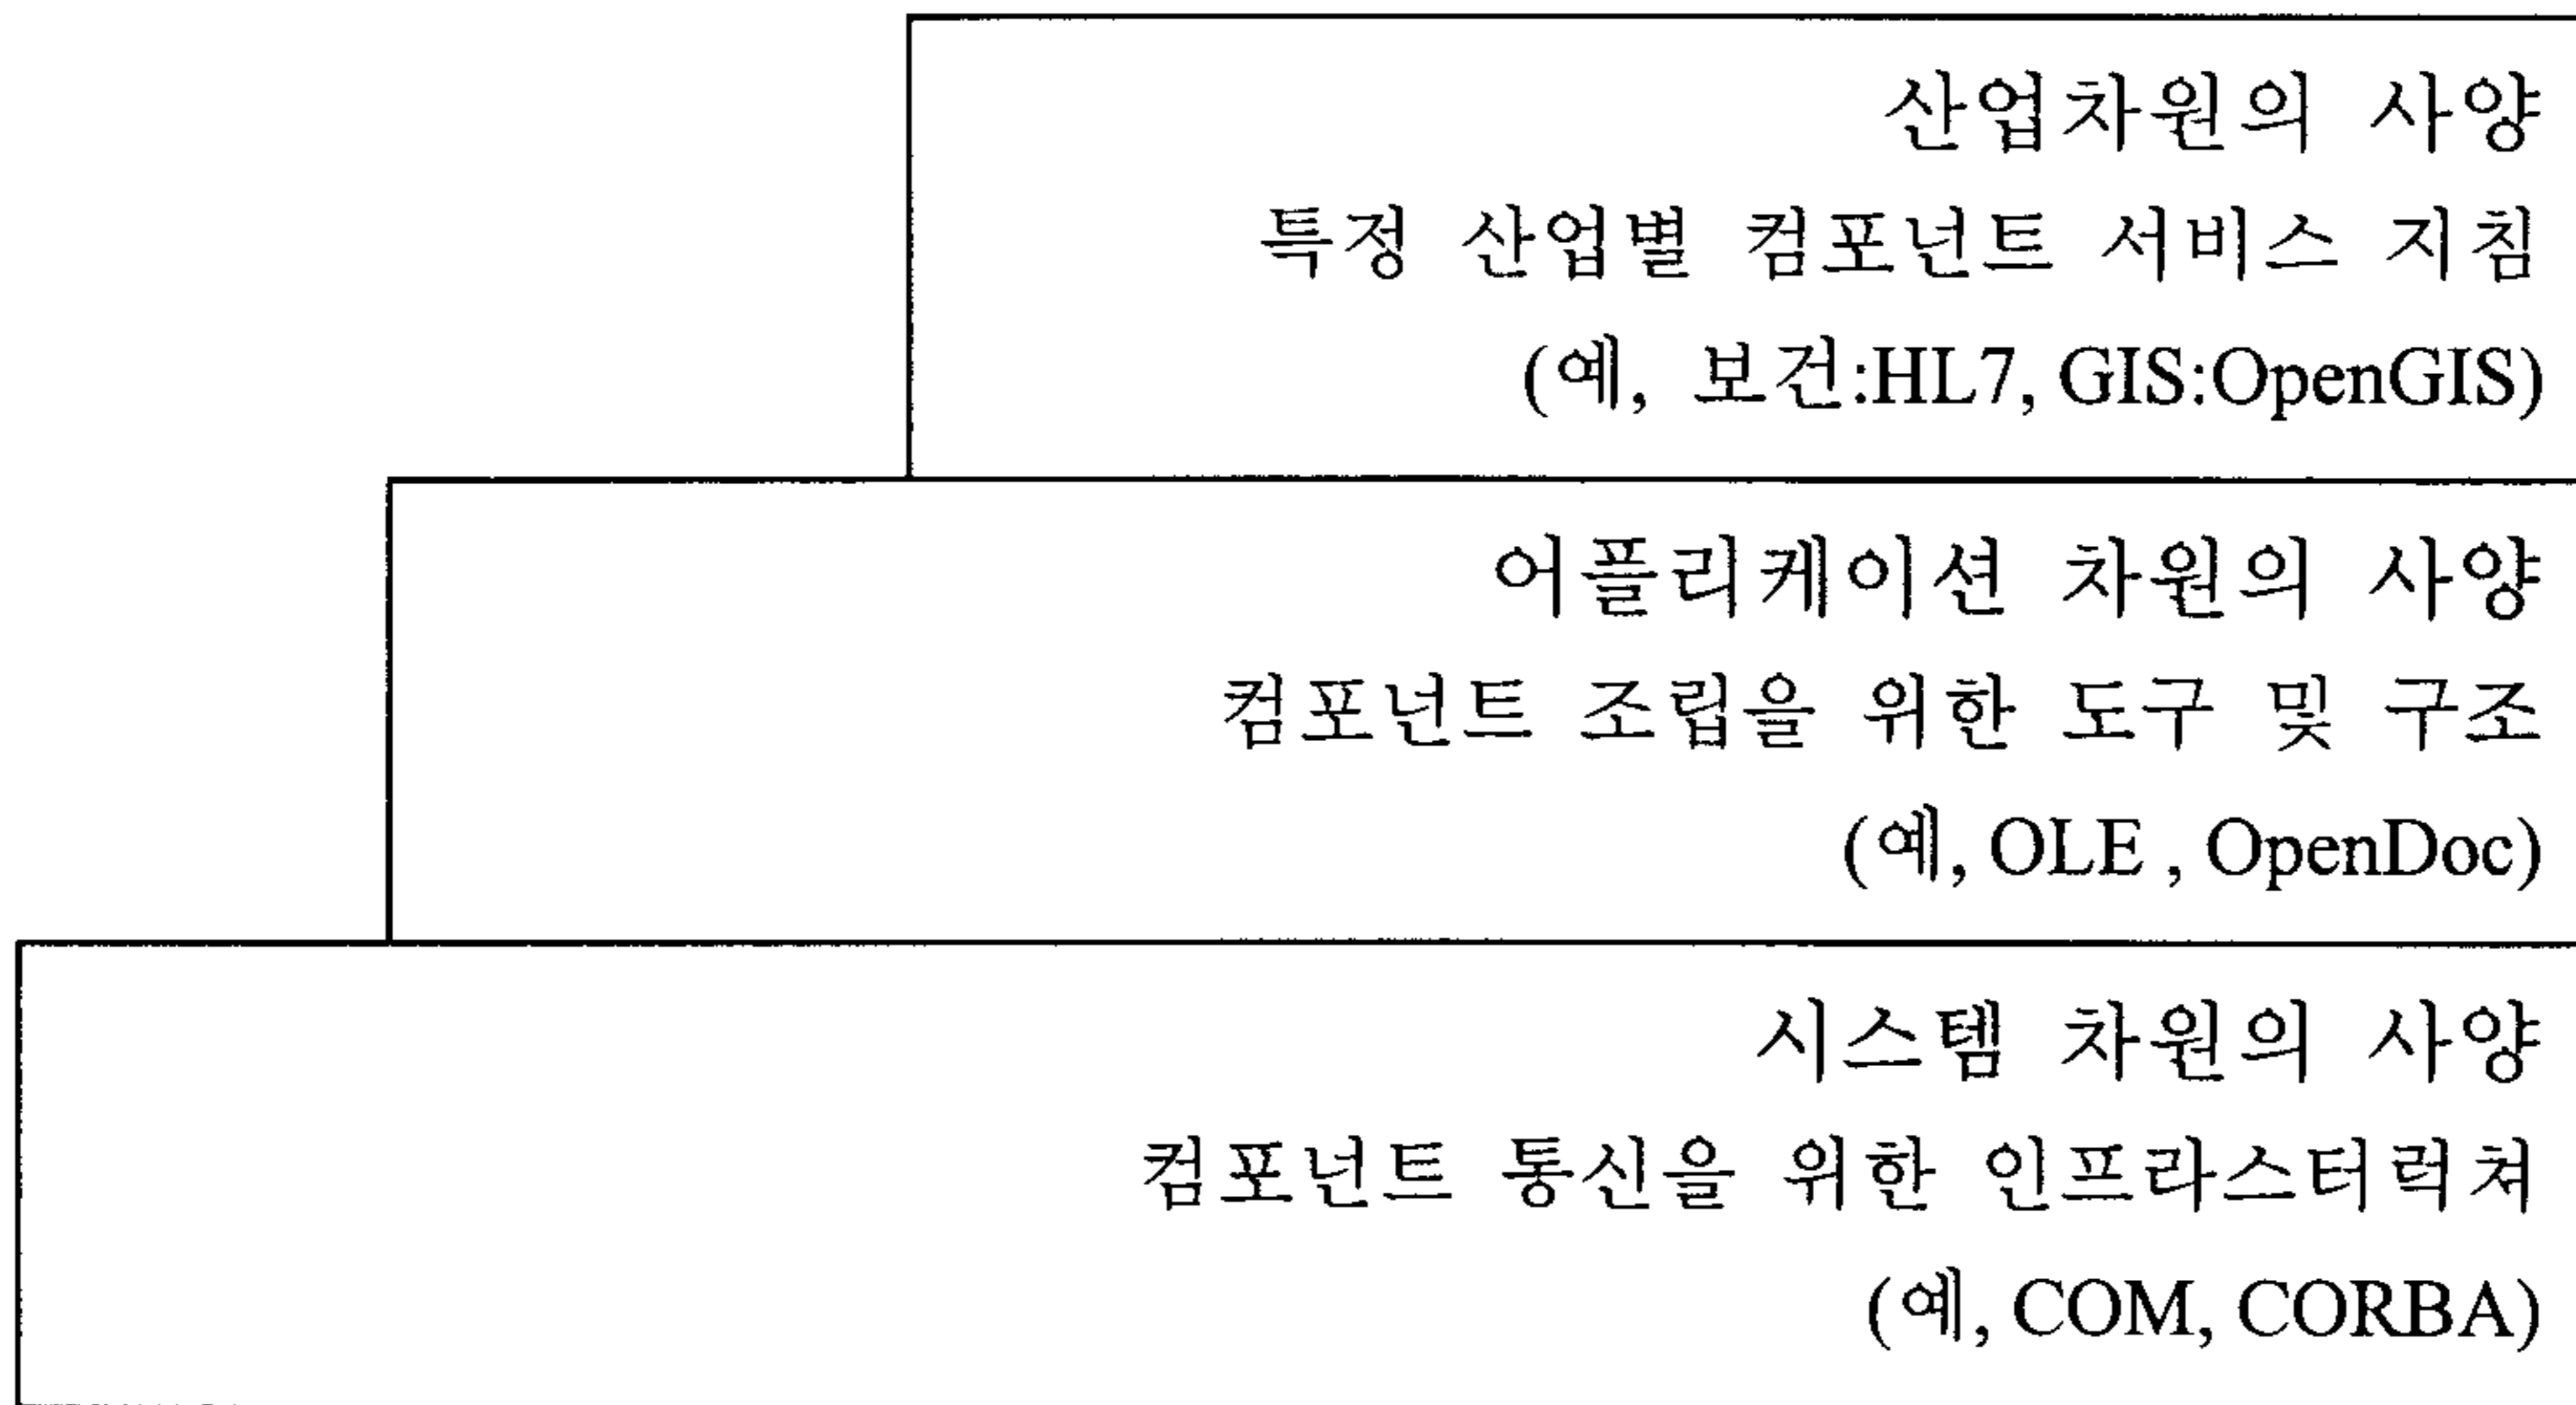 산업차원의 사양
특정 산업별 컴포넌트 서비스 지침
(예, 보건:HL7, GIS:OpenGIS)
어플리케이션 차원의 사양
컴포넌트 조립을 위한 도구 및 구조
(예, OLE , OpenDoc)
시스템 차원의 사양
컴포넌트 통신을 위한 인프라스터럭쳐
(예, COM, CORBA)